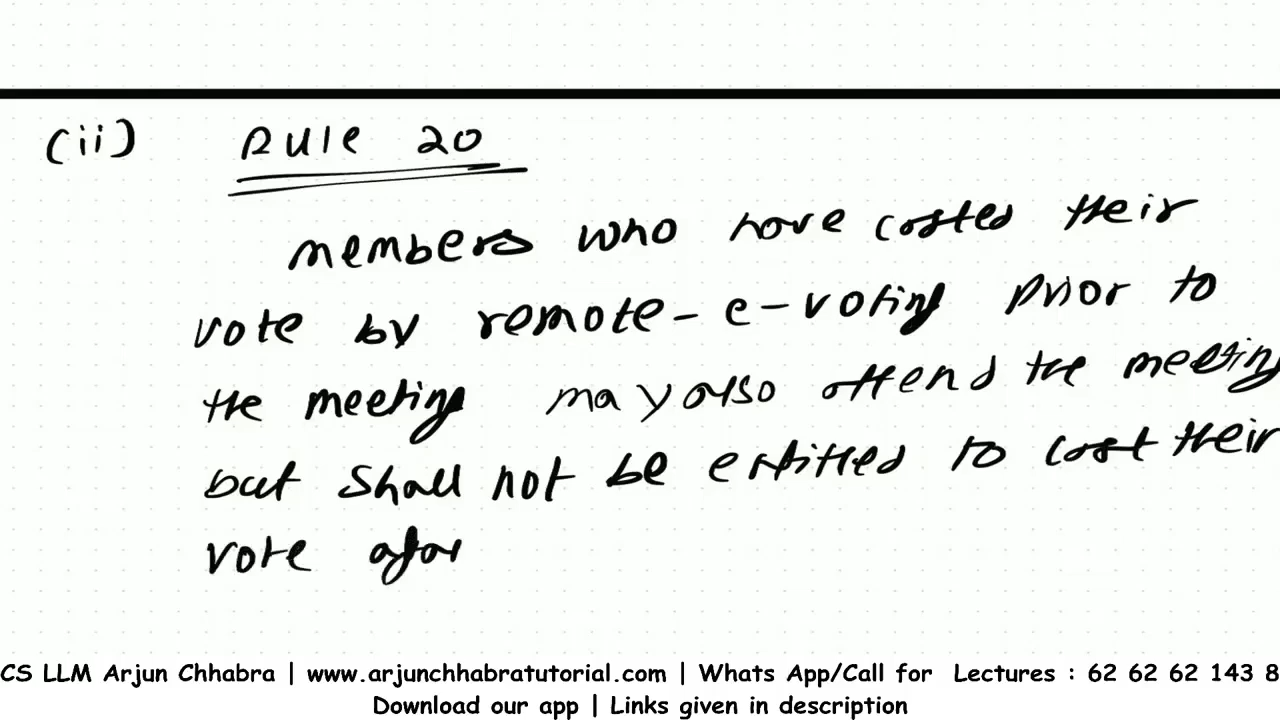 (ii) Rule 20
members who have casted their
vote by remote-e-voting prior to
the meeting may also attend the meeting
but shall not be entitled to cast their
vote again
CS LLM Arjun Chhabra | www.arjunchhabratutorial.com | Whats App/Call for Lectures : 62 62 62 143 8
Download our app | Links given in description